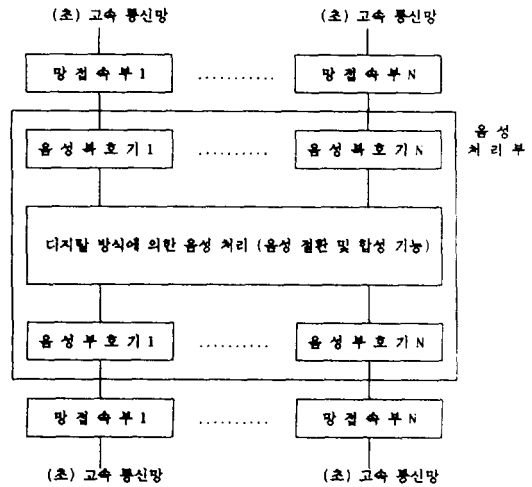 (초) 고속 통신망 (초) 고속 통신망
망 접 속 부 1 .......... 망 접 속 부 N
음 성
처 리 부
음 성 복 호 기 1 .......... 음 성 복 호 기 N
디지탈 방식에 의한 음성 처리 (음성 절환 및 합성 기능)
음 성 부 호 기 1 .......... 음 성 부 호 기 N
망 접 속 부 1 .......... 망 접 속 부 N
(초) 고속 통신망 (초) 고속 통신망